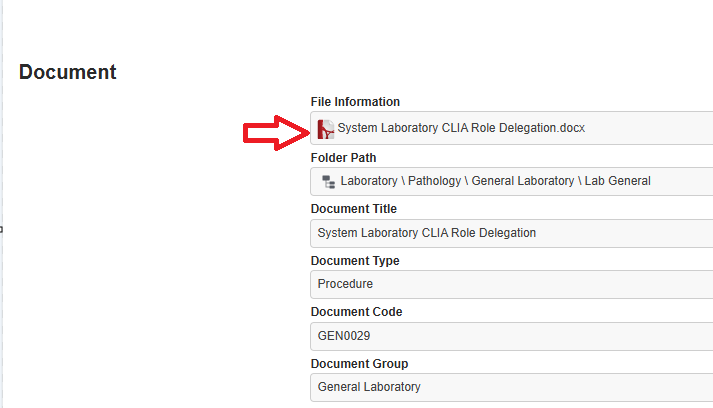 Document
File Information
System Laboratory CLIA Role Delegation.docx
Folder Path
Laboratory \ Pathology \ General Laboratory \ Lab General
Document Title
System Laboratory CLIA Role Delegation
Document Type
Procedure
Document Code
GEN0029
Document Group
General Laboratory